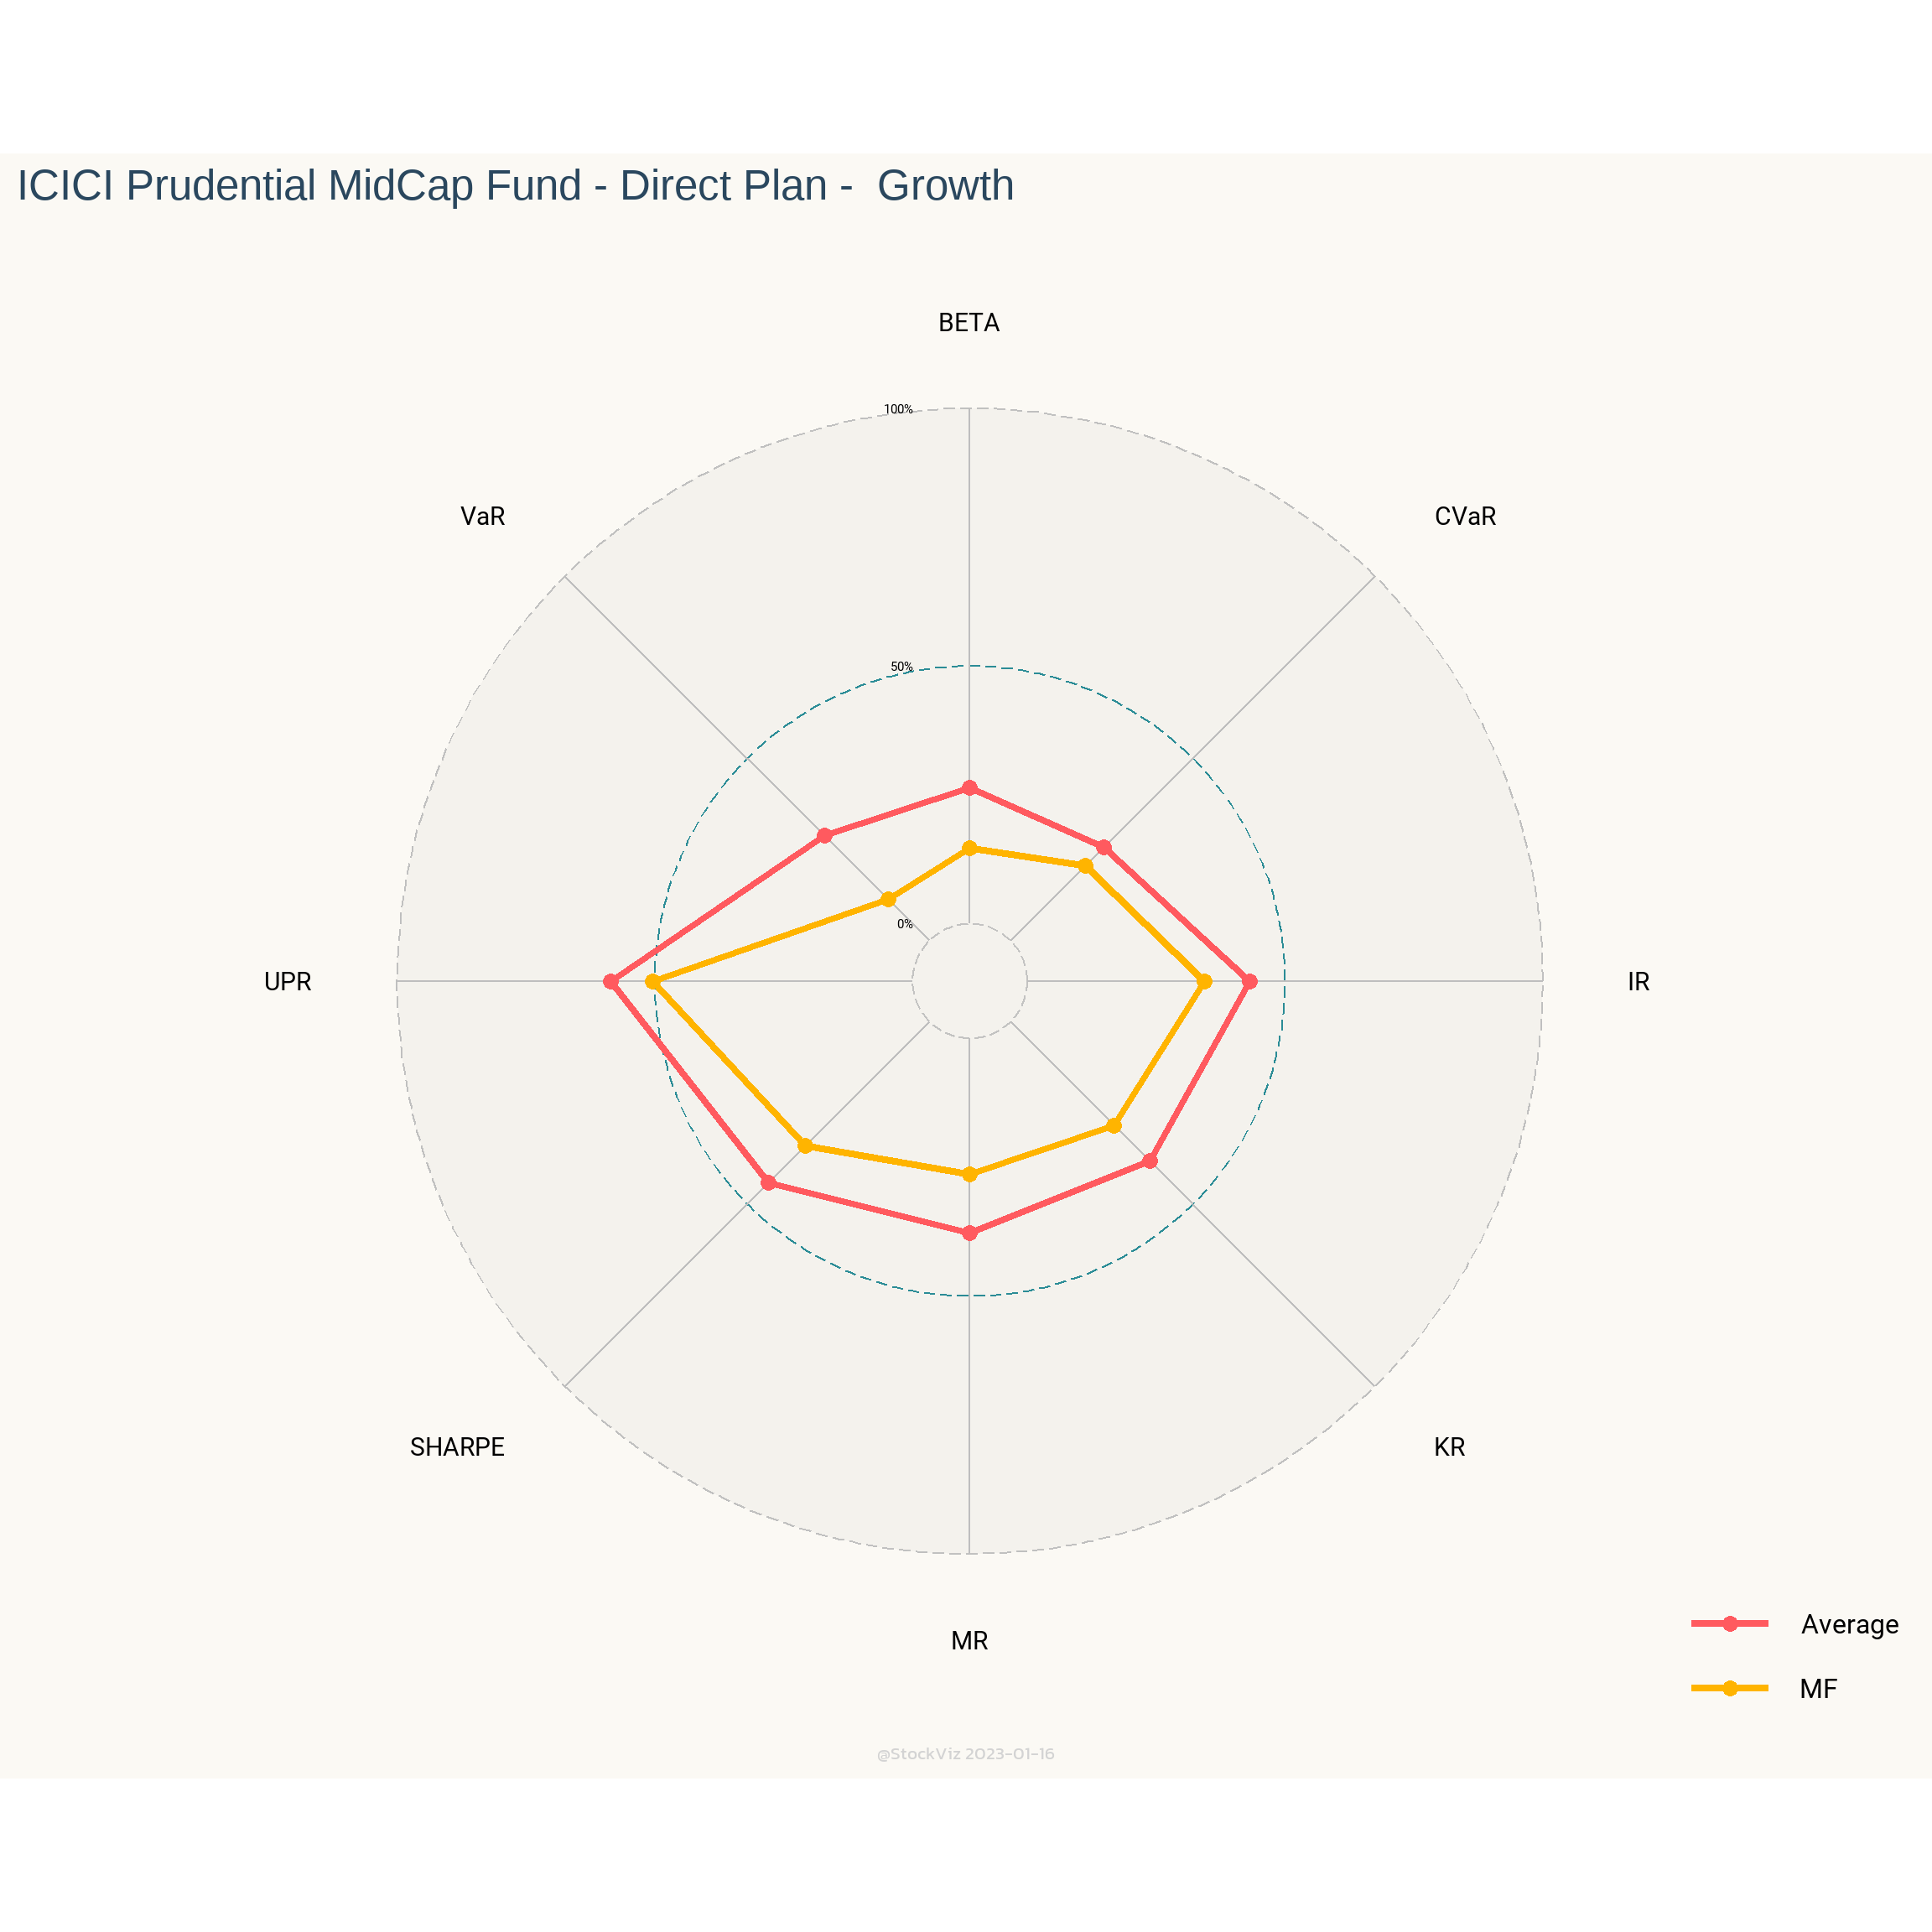 ICICI Prudential MidCap Fund - Direct Plan -  Growth
BETA
100%
VaR
CVaR
50%
0%
UPR
IR
SHARPE
KR
MR
Average
MF
@StockViz 2023-01-16